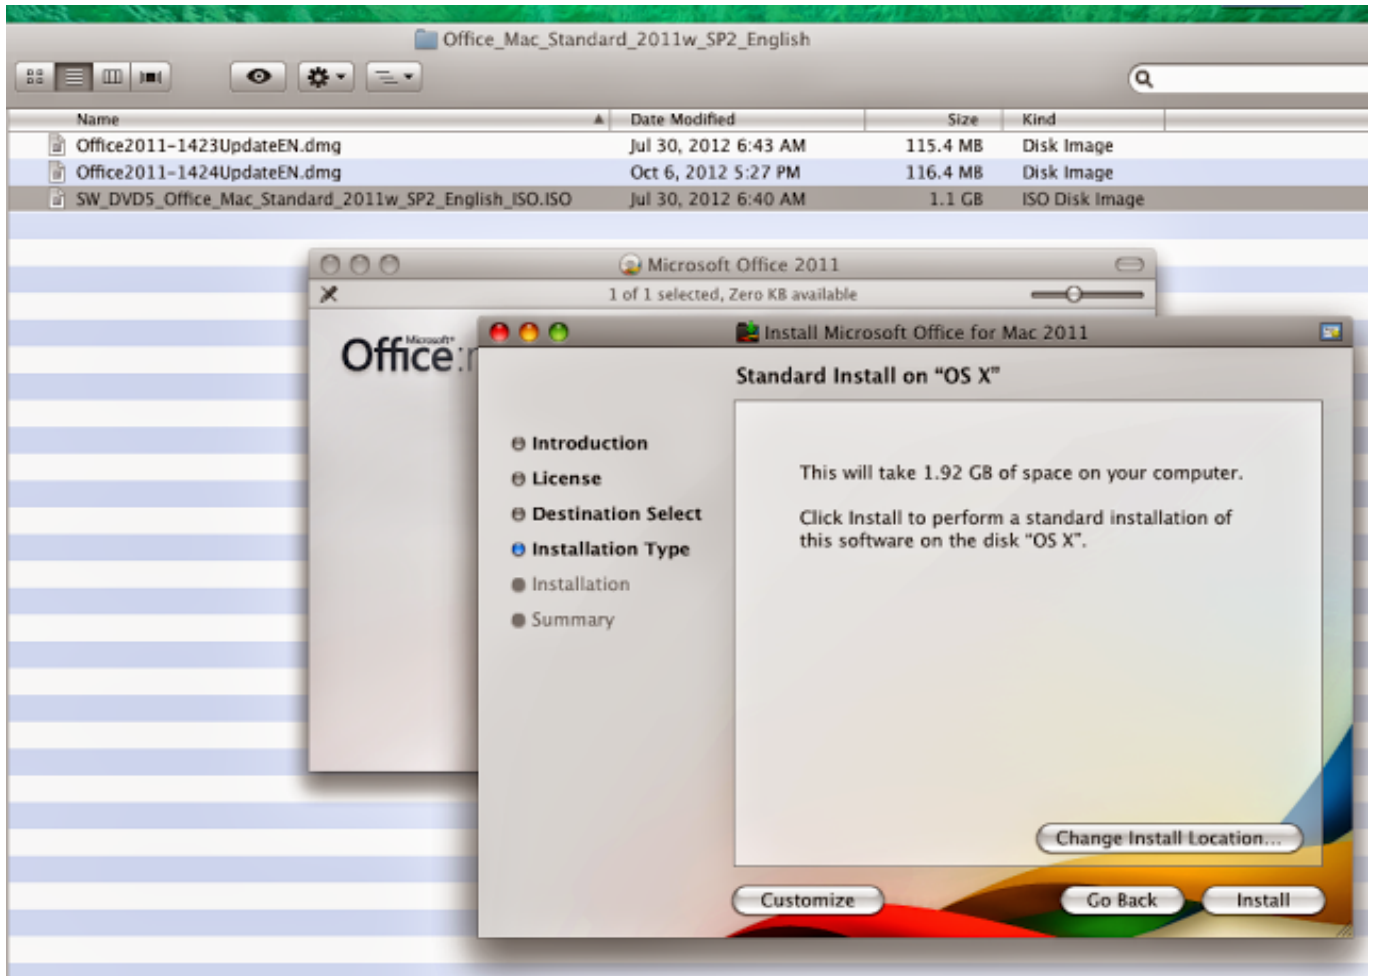 Office_Mac_Standard_2011w_SP2_English
Name Date Modified Size Kind
Office2011-1423UpdateEN.dmg Jul 30, 2012 6:43 AM 115.4 MB Disk Image
Office2011-1424UpdateEN.dmg Oct 6, 2012 5:27 PM 116.4 MB Disk Image
SW_DVD5_Office_Mac_Standard_2011w_SP2_English_ISO.ISO Jul 30, 2012 6:40 AM 1.1 GB ISO Disk Image
Microsoft Office 2011
1 of 1 selected, Zero KB available
Microsoft
Office:
Install Microsoft Office for Mac 2011
Standard Install on “OS X”
Introduction
License
Destination Select
Installation Type
Installation
Summary
This will take 1.92 GB of space on your computer.
Click Install to perform a standard installation of
this software on the disk “OS X”.
Change Install Location...
Customize Go Back Install